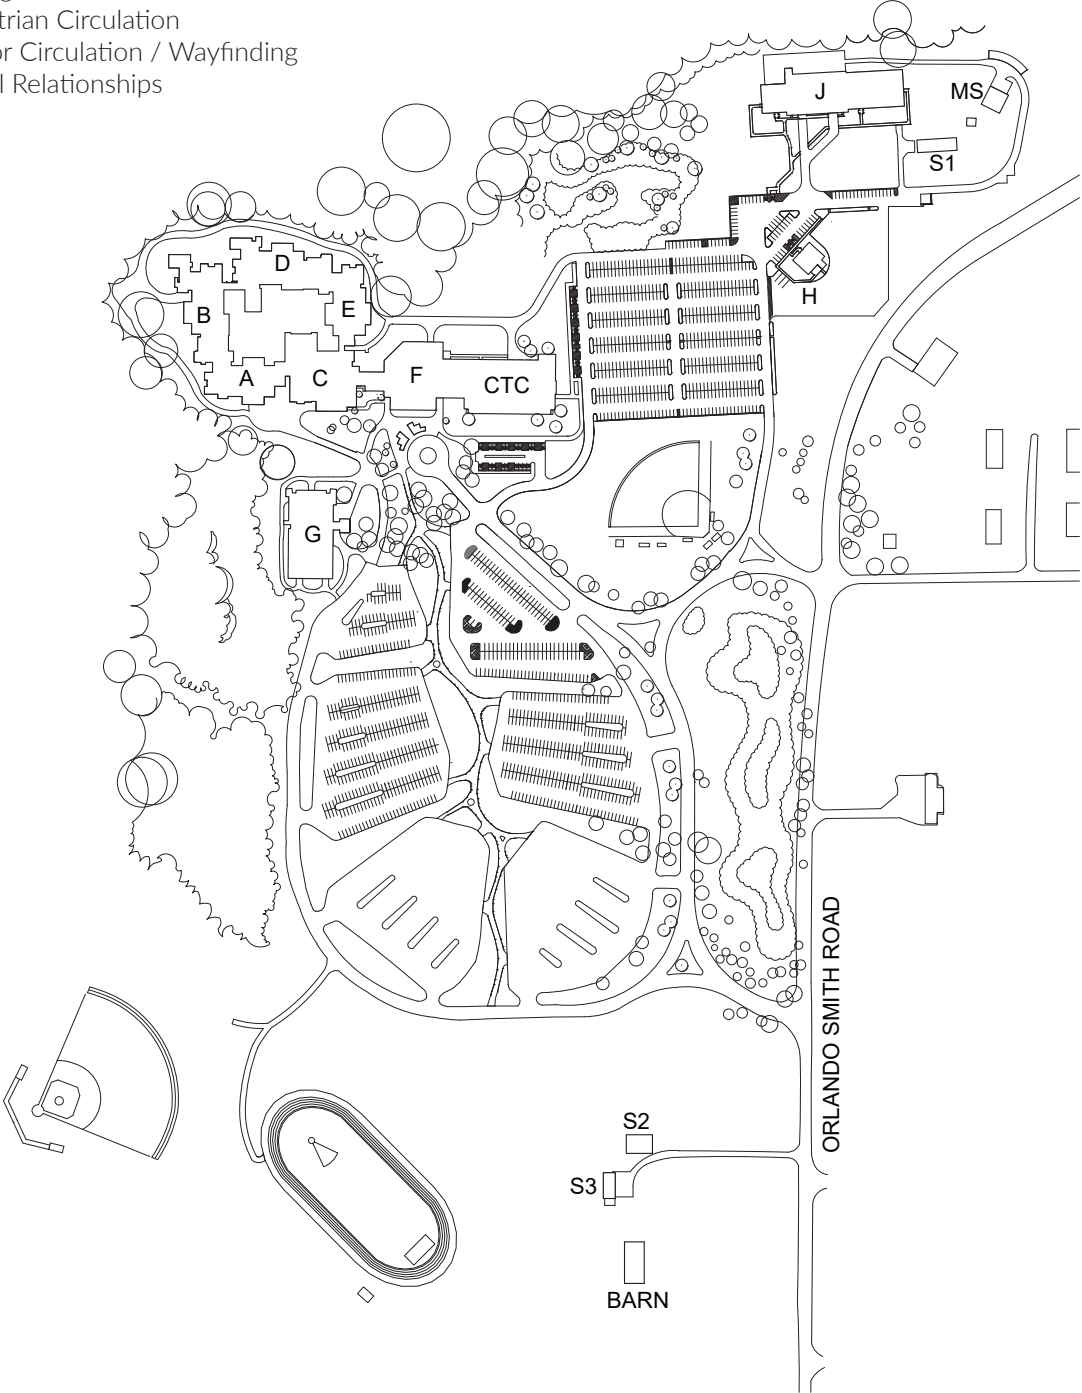 trian Circulation
or Circulation / Wayfinding
l Relationships
J
MS
S1
D
H
B
E
A
C
F
CTC
G
ORLANDO SMITH ROAD
S2
S3
BARN